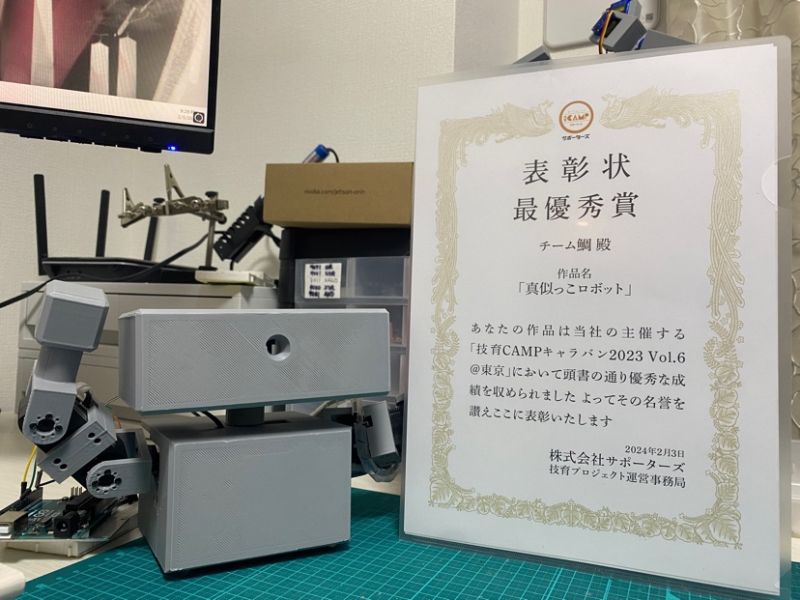 CAMP
サポーターズ
表彰状
最優秀賞
チーム鯛 殿
作品名
「真似っこロボット」
あなたの作品は当社の主催する
「技育CAMPキャラバン2023 Vol.6
@東京」において頭書の通り優秀な成
績を収められました よってその名誉を
讃えここに表彰いたします
2024年2月3日
株式会社サポーターズ
技育プロジェクト運営事務局
nvidia.com/jetson-orin